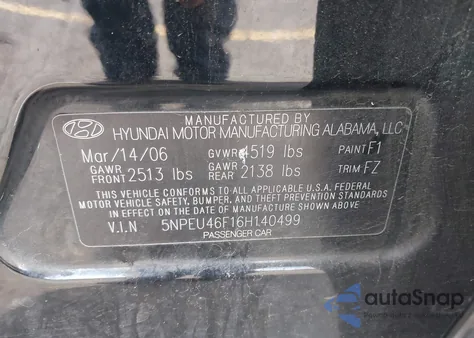 MANUFACTURED BY
HYUNDAI MOTOR MANUFACTURING ALABAMA, LLC
Mar/14/06 GVWR 4519 lbs PAINT F1
GAWR FRONT 2513 lbs GAWR REAR 2138 lbs TRIM FZ
THIS VEHICLE CONFORMS TO ALL APPLICABLE U.S.A. FEDERAL
MOTOR VEHICLE SAFETY, BUMPER, AND THEFT PREVENTION STANDARDS
IN EFFECT ON THE DATE OF MANUFACTURE SHOWN ABOVE.
V.I.N 5NPEU46F16H140499
PASSENGER CAR
autoSnap